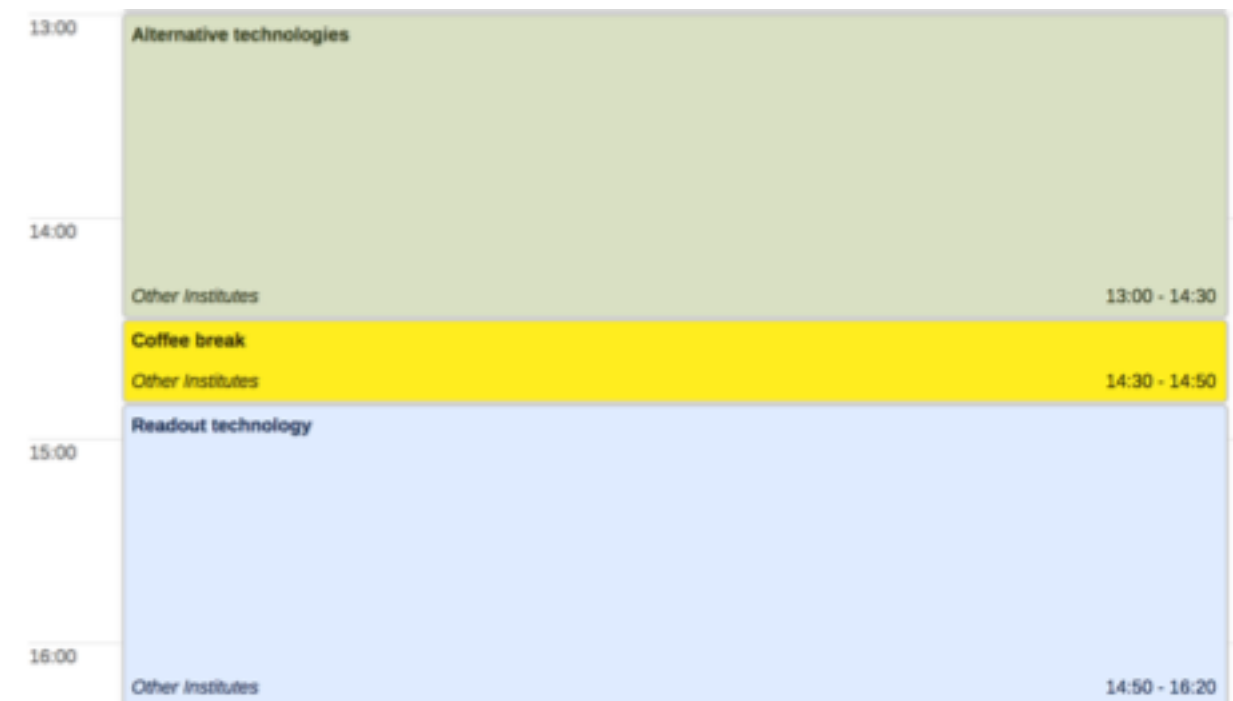 13:00
Alternative technologies
14:00
Other Institutes 13:00 - 14:30
Coffee break
Other Institutes 14:30 - 14:50
Readout technology
15:00
16:00
Other Institutes 14:50 - 16:20